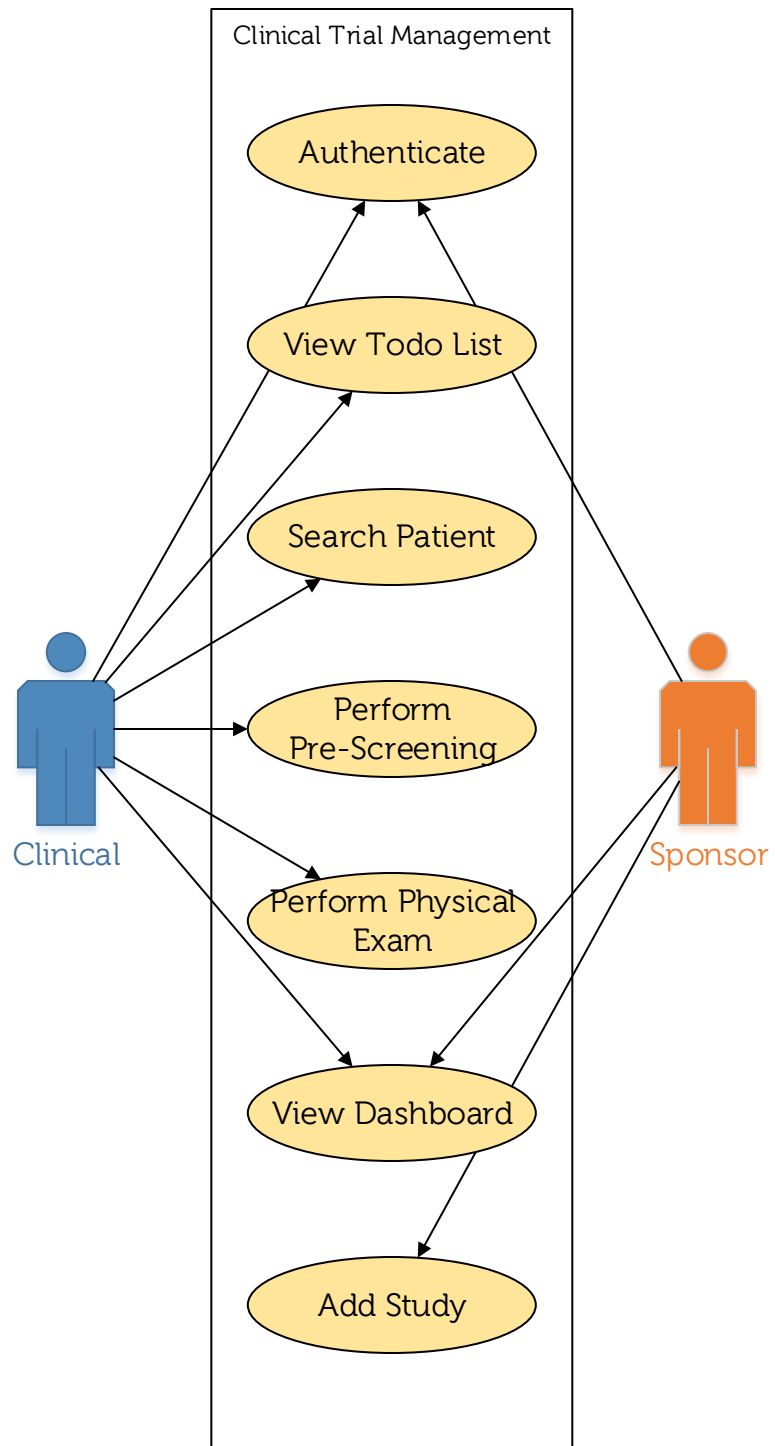 Clinical Trial Management
Authenticate
View Todo List
Search Patient
Perform
Pre-Screening
Clinical
Sponsor
Perform Physical
Exam
View Dashboard
Add Study